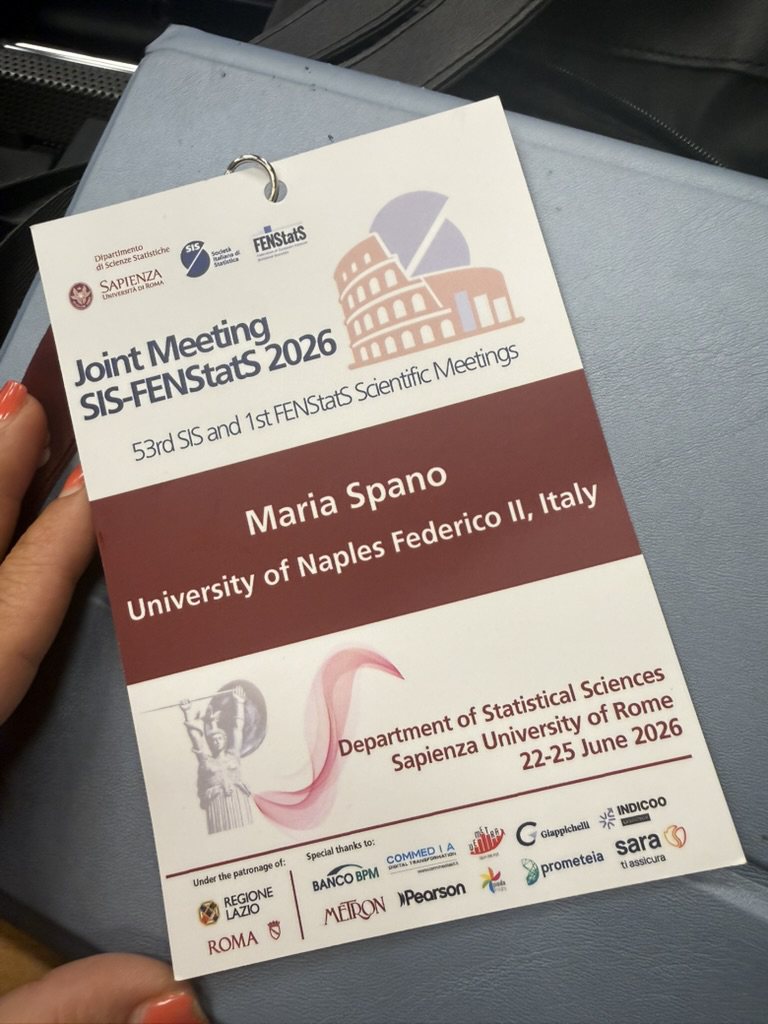 Dipartimento
di Scienze Statistiche
SAPIENZA
UNIVERSITÀ DI ROMA
SIS
Società
Italiana di
Statistica
FENStatS
Joint Meeting
SIS-FENStatS 2026
53rd SIS and 1st FENStatS Scientific Meetings
Maria Spano
University of Naples Federico II, Italy
Department of Statistical Sciences
Sapienza University of Rome
22-25 June 2026
Under the patronage of:
REGIONE
LAZIO
ROMA
Special thanks to:
BANCO BPM
COMMEDIA
DIGITAL TRANSFORMATION
Giappichelli
INDICOO
METRON
Pearson
prometeia
sara
ti assicura